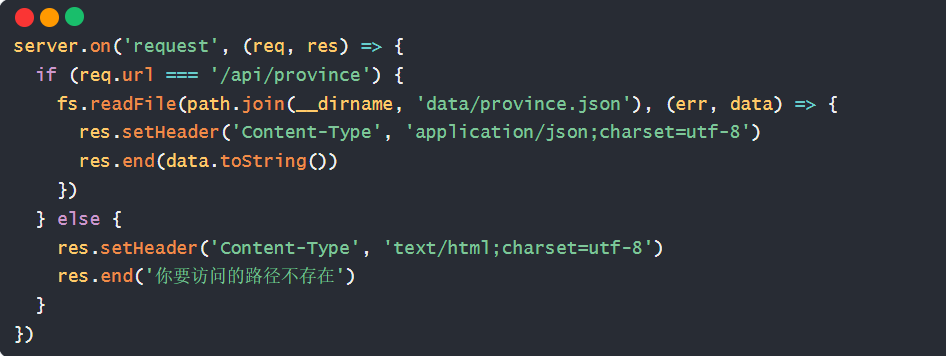 server.on('request', (req, res) => {
  if (req.url === '/api/province') {
    fs.readFile(path.join(__dirname, 'data/province.json'), (err, data) => {
      res.setHeader('Content-Type', 'application/json;charset=utf-8')
      res.end(data.toString())
    })
  } else {
    res.setHeader('Content-Type', 'text/html;charset=utf-8')
    res.end('你要访问的路径不存在')
  }
})